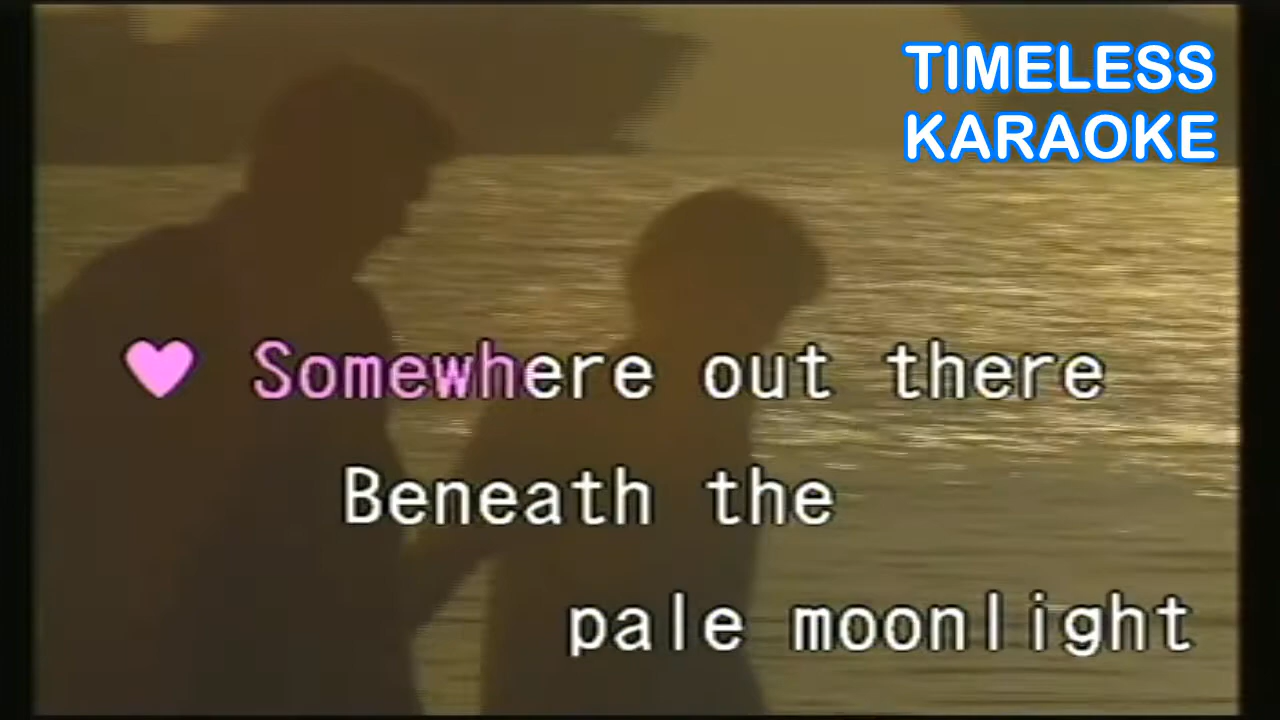 TIMELESS
KARAOKE
♥ Somewhere out there
Beneath the
pale moonlight